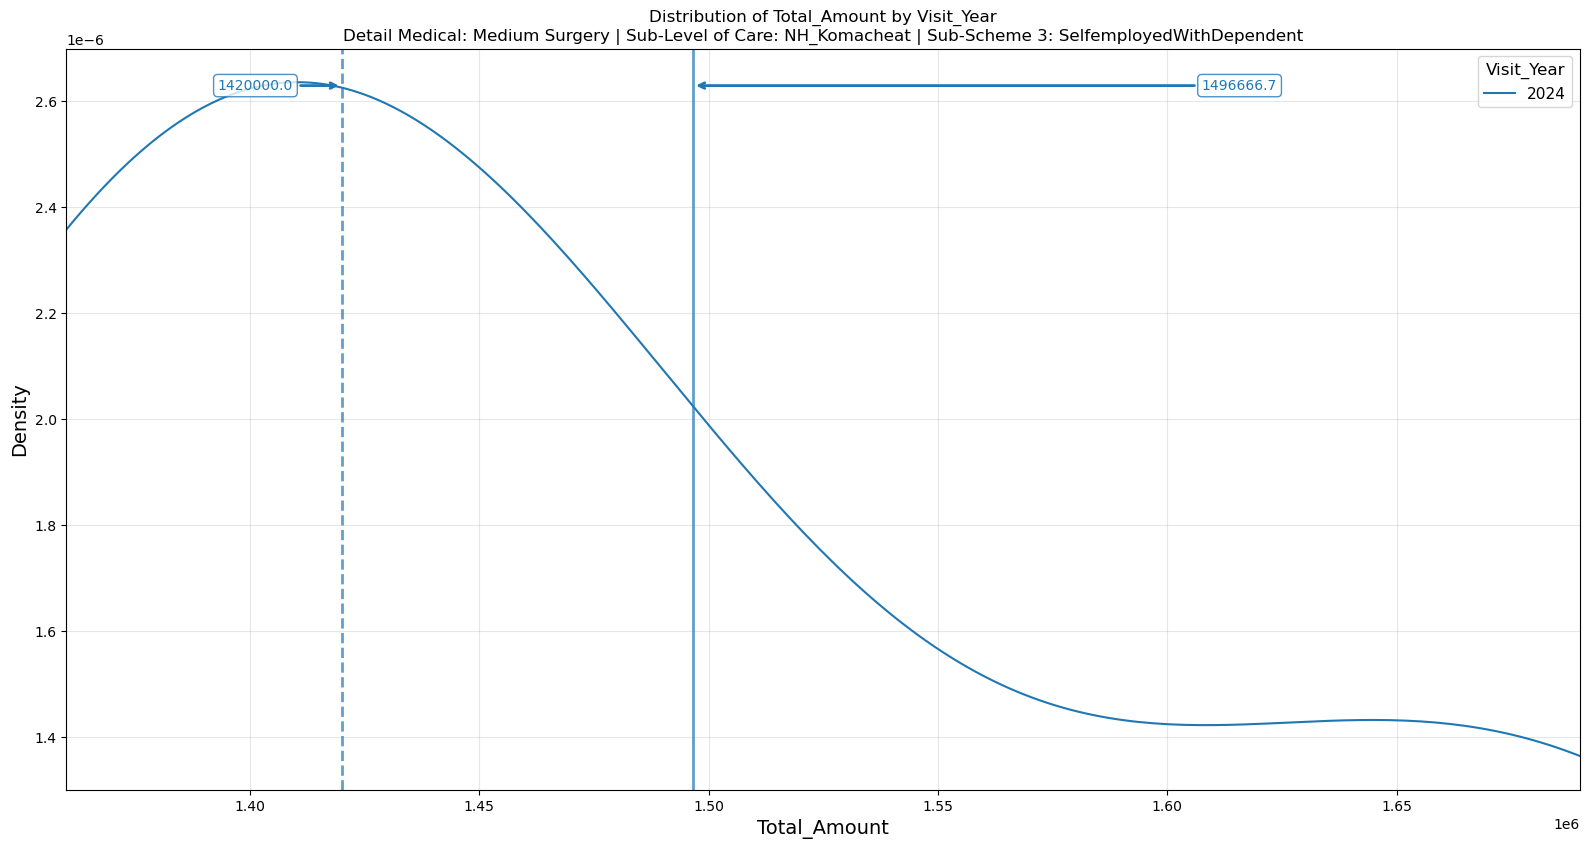 Distribution of Total_Amount by Visit_Year
Detail Medical: Medium Surgery | Sub-Level of Care: NH_Komacheat | Sub-Scheme 3: SelfemployedWithDependent
1e−6
1420000.0
1496666.7
Visit_Year
2024
2.6
2.4
2.2
2.0
1.8
1.6
1.4
Density
1.40
1.45
1.50
1.55
1.60
1.65
1e6
Total_Amount